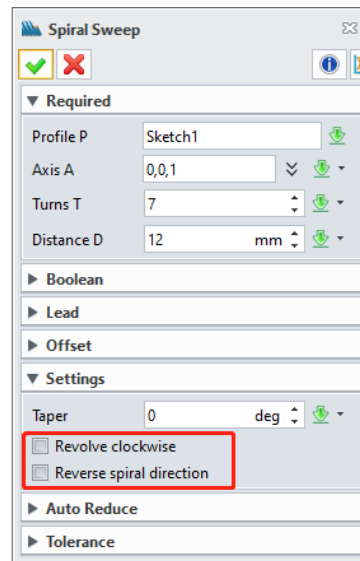 Spiral Sweep
▼ Required
Profile P Sketch1
Axis A 0,0,1
Turns T 7
Distance D 12 mm
▶ Boolean
▶ Lead
▶ Offset
▼ Settings
Taper 0 deg
Revolve clockwise
Reverse spiral direction
▶ Auto Reduce
▶ Tolerance